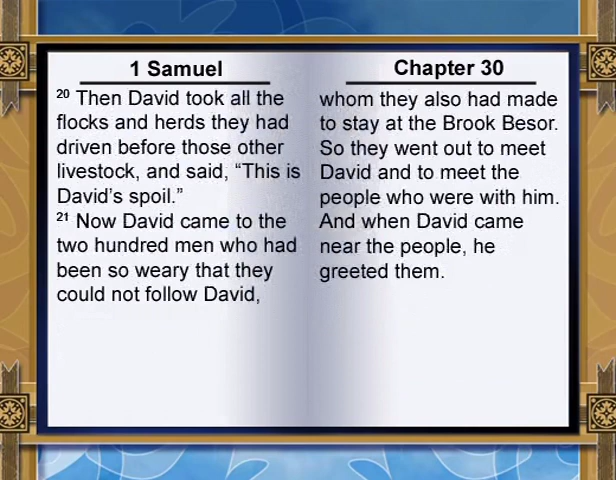 1 Samuel
20 Then David took all the
flocks and herds they had
driven before those other
livestock, and said, “This is
David’s spoil.”
21 Now David came to the
two hundred men who had
been so weary that they
could not follow David,
Chapter 30
whom they also had made
to stay at the Brook Besor.
So they went out to meet
David and to meet the
people who were with him.
And when David came
near the people, he
greeted them.